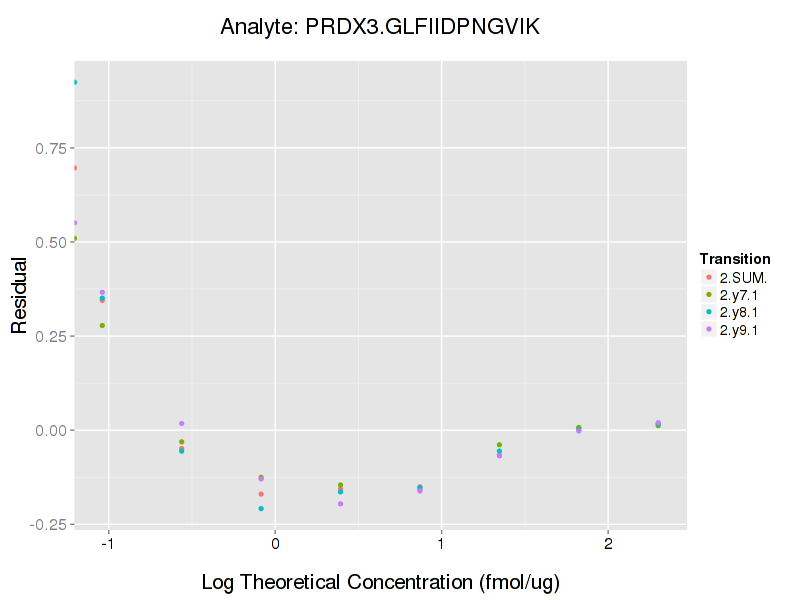 Analyte: PRDX3.GLFIIDPNGVIK
Residual
0.75
0.50
0.25
0.00
-0.25
-1
0
1
2
Log Theoretical Concentration (fmol/ug)
Transition
2.SUM.
2.y7.1
2.y8.1
2.y9.1